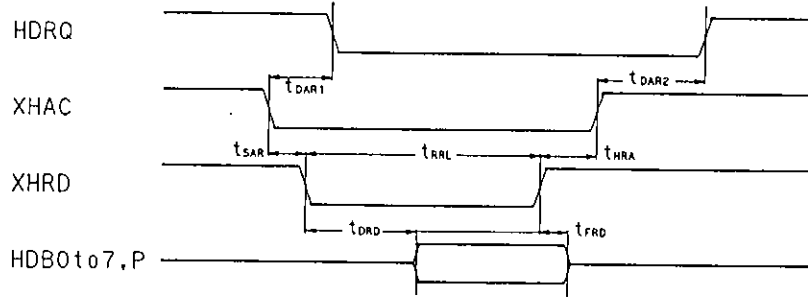 HDRQ
tDAR1
tDAR2
XHAC
tSAR
tRRL
tHRA
XHRD
tDRD
tFRD
HDB0to7,P